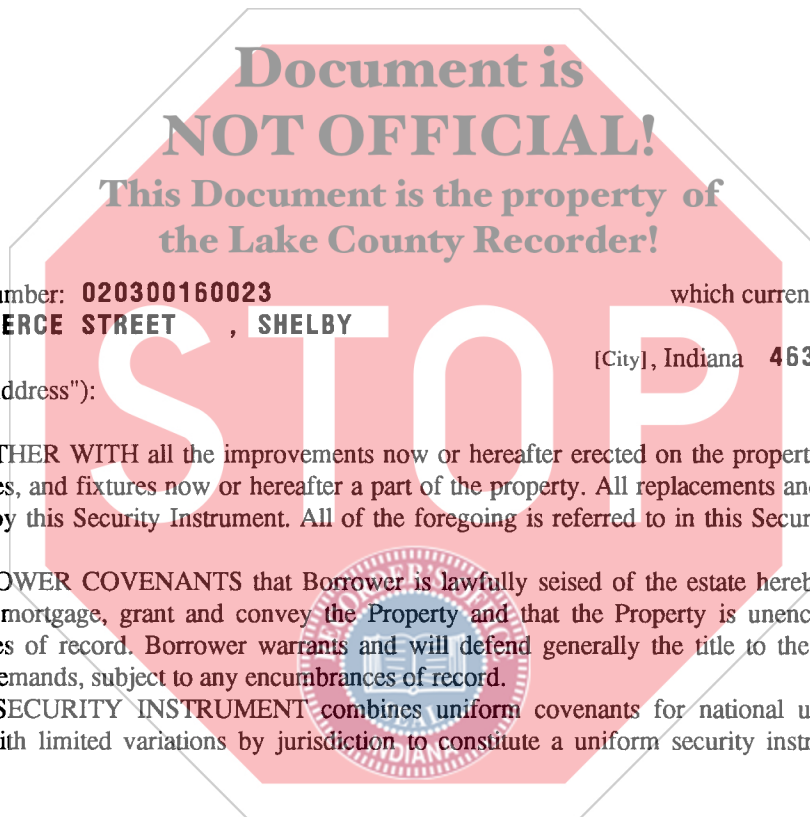 Document is
NOT OFFICIAL!
This Document is the property of
the Lake County Recorder!
umber: 020300160023 which curren
ERCE STREET , SHELBY
[City], Indiana 463
ddress"):
STOP
THER WITH all the improvements now or hereafter erected on the propert
es, and fixtures now or hereafter a part of the property. All replacements an
by this Security Instrument. All of the foregoing is referred to in this Secur
OWER COVENANTS that Borrower is lawfully seised of the estate hereb
mortgage, grant and convey the Property and that the Property is unenc
es of record. Borrower warrants and will defend generally the title to the
emands, subject to any encumbrances of record.
SECURITY INSTRUMENT combines uniform covenants for national u
ith limited variations by jurisdiction to constitute a uniform security instr
RECORDER'S OFFICE
SEAL
INDIANA